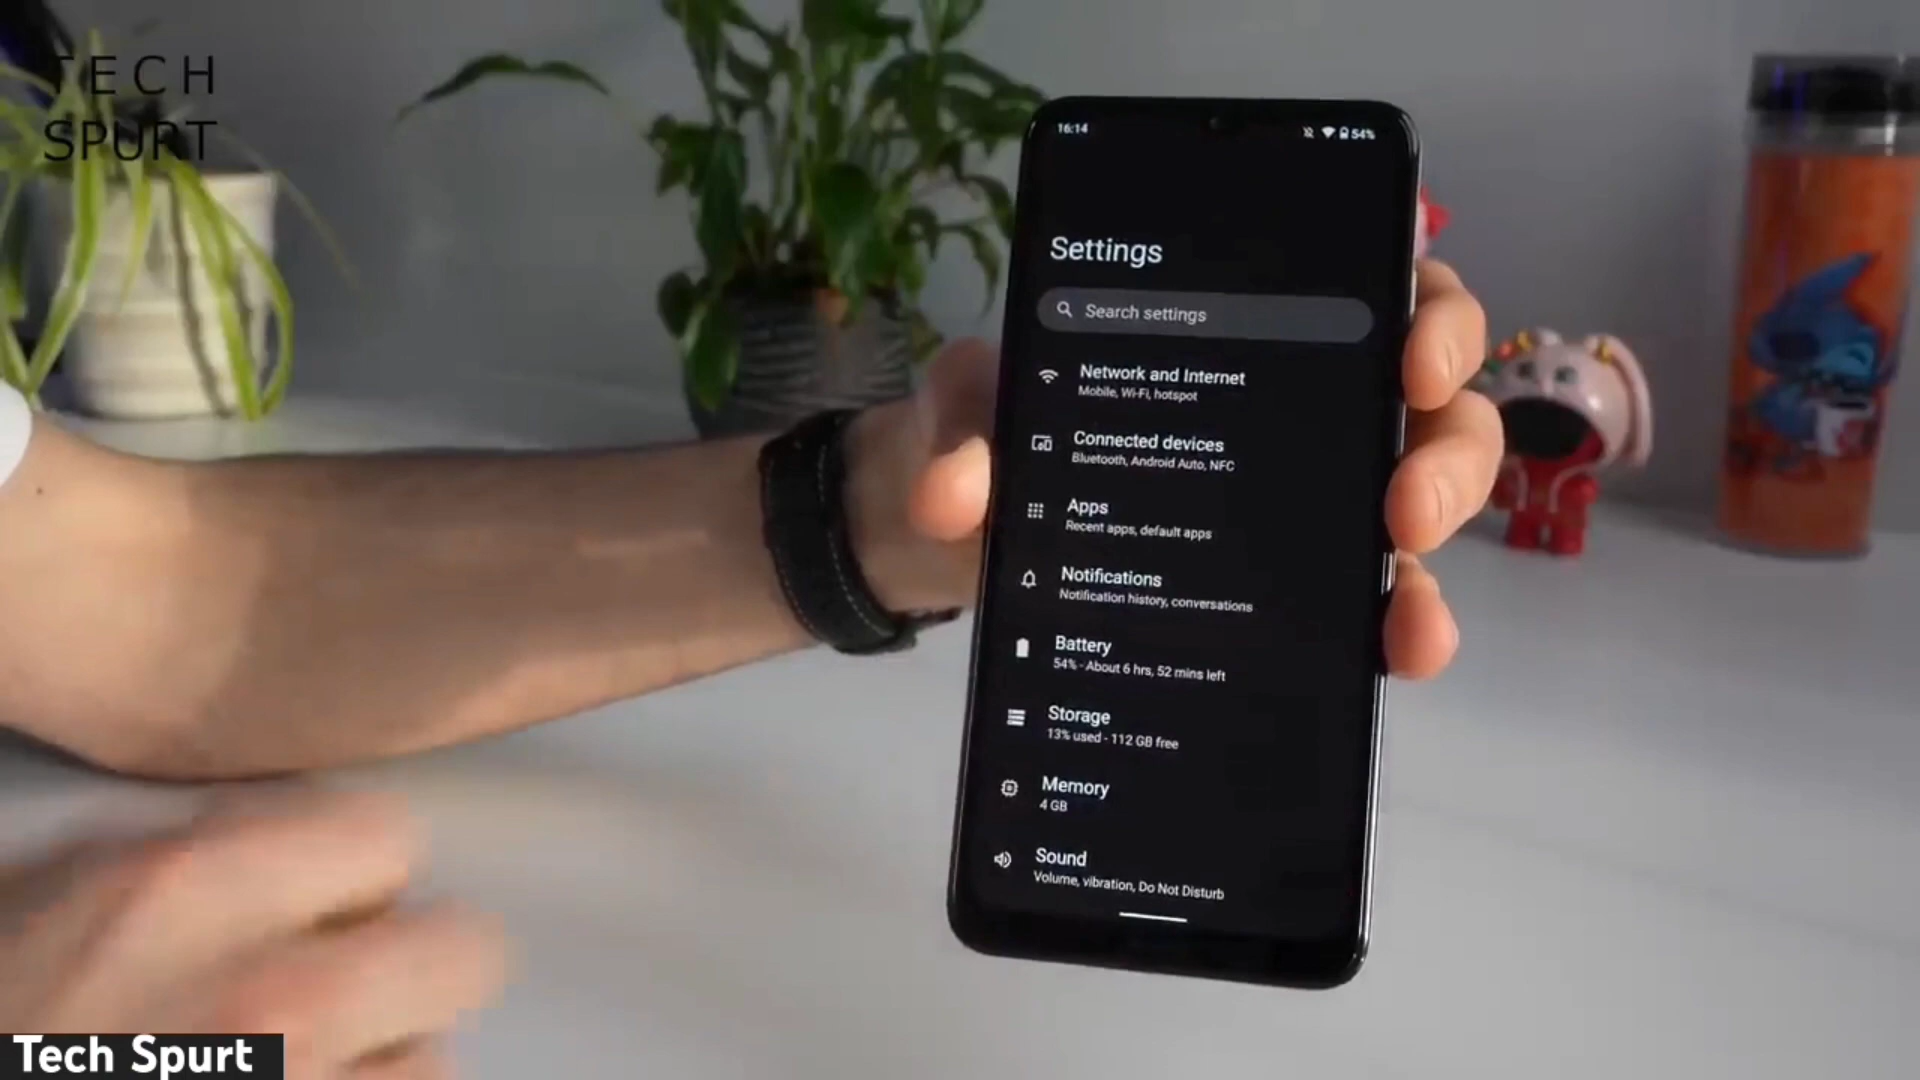 TECH
SPURT
16:14
54%
Settings
Search settings
Network and Internet
Mobile, Wi-Fi, hotspot
Connected devices
Bluetooth, Android Auto, NFC
Apps
Recent apps, default apps
Notifications
Notification history, conversations
Battery
54% - About 6 hrs, 52 mins left
Storage
13% used - 112 GB free
Memory
4 GB
Sound
Volume, vibration, Do Not Disturb
Tech Spurt